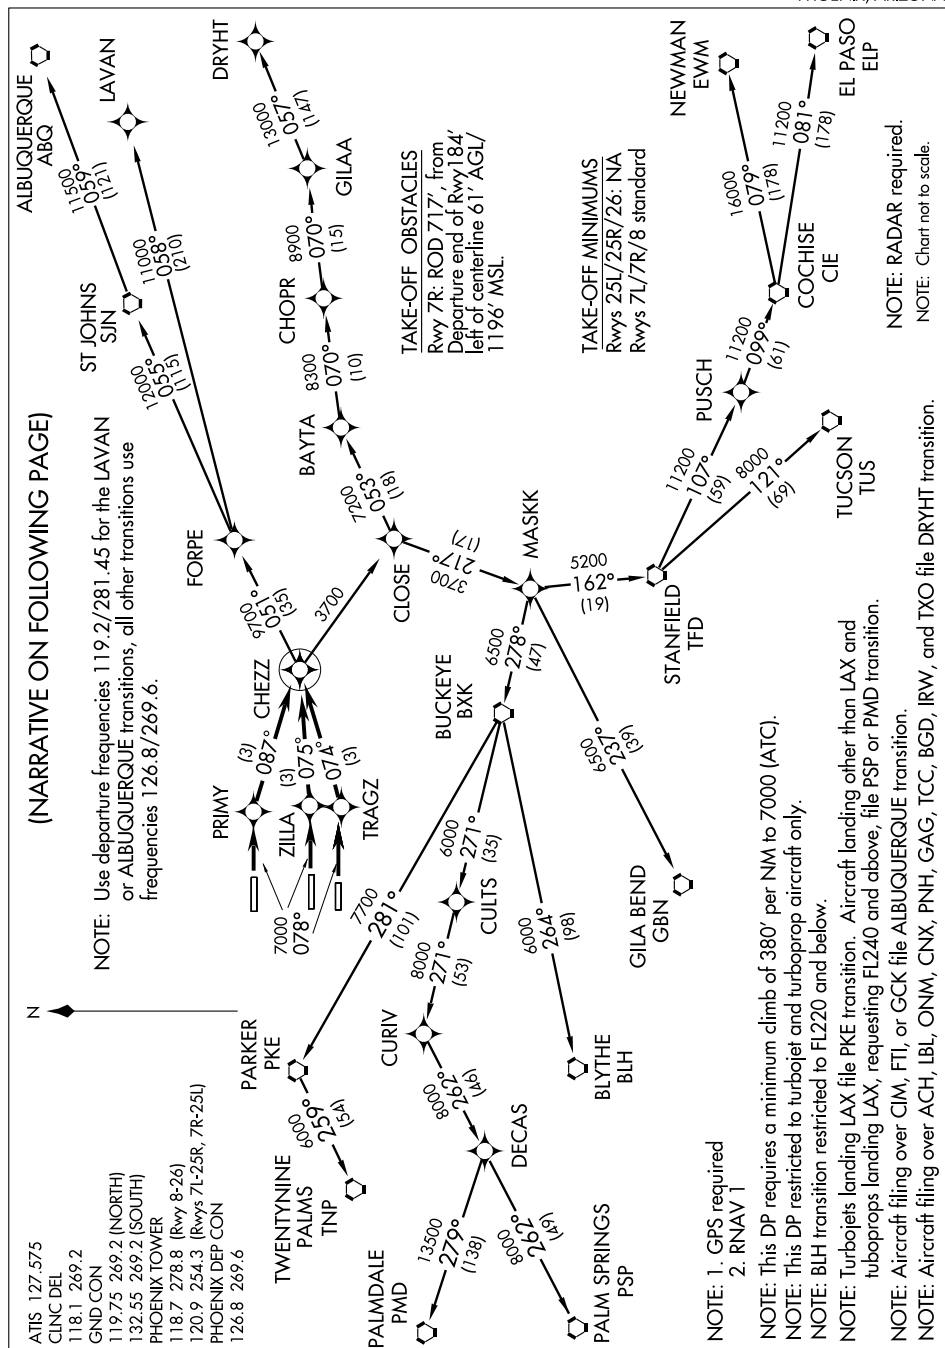 PHOENIX, ARIZONA
(NARRATIVE ON FOLLOWING PAGE)
ATIS 127.575
CLNC DEL
118.1 269.2
GND CON
119.75 269.2 (NORTH)
132.55 269.2 (SOUTH)
PHOENIX TOWER
118.7 278.8 (Rwy 8-26)
120.9 254.3 (Rwys 7L-25R, 7R-25L)
PHOENIX DEP CON
126.8 269.6
N
NOTE: Use departure frequencies 119.2/281.45 for the LAVAN
or ALBUQUERQUE transitions, all other transitions use
frequencies 126.8/269.6.
ALBUQUERQUE
ABQ
11500
059°
(121)
LAVAN
11000
058°
(210)
ST JOHNS
SJN
12000
055°
(115)
FORPE
9700
051°
(35)
CHEZZ
3700
PRIMY
(3)
087°
ZILLA
(3)
075°
TRAGZ
074°
(3)
7000
078°
DRYHT
13000
057°
(147)
GILAA
8900
070°
(15)
CHOPR
8300
070°
(10)
BAYTA
7200
053°
(18)
CLOSE
(17)
217°
3700
MASKK
PARKER
PKE
7700
281°
(101)
6000
259°
(54)
TWENTYNINE
PALMS
TNP
BUCKEYE
BXK
6500
278°
(47)
6000
271°
(35)
CULTS
8000
271°
(53)
CURIV
8000
262°
(46)
DECAS
13500
279°
(138)
PALMDALE
PMD
8000
262°
(49)
PALM SPRINGS
PSP
6000
264°
(98)
BLYTHE
BLH
6500
237°
(39)
GILA BEND
GBN
5200
162°
(19)
STANFIELD
TFD
11200
107°
(59)
PUSCH
8000
121°
(69)
TUCSON
TUS
11200
099°
(61)
COCHISE
CIE
16000
079°
(178)
NEWMAN
EWM
11200
081°
(178)
EL PASO
ELP
TAKE-OFF OBSTACLES
Rwy 7R: ROD 717', from
Departure end of Rwy184'
left of centerline 61' AGL/
1196' MSL.
TAKE-OFF MINIMUMS
Rwys 25L/25R/26: NA
Rwys 7L/7R/8 standard
NOTE: RADAR required.
NOTE: Chart not to scale.
NOTE: 1. GPS required
2. RNAV 1
NOTE: This DP requires a minimum climb of 380' per NM to 7000 (ATC).
NOTE: This DP restricted to turbojet and turboprop aircraft only.
NOTE: BLH transition restricted to FL220 and below.
NOTE: Turbojets landing LAX file PKE transition. Aircraft landing other than LAX and
tuboprops landing LAX, requesting FL240 and above, file PSP or PMD transition.
NOTE: Aircraft filing over CIM, FTI, or GCK file ALBUQUERQUE transition.
NOTE: Aircraft filing over ACH, LBL, ONM, CNX, PNH, GAG, TCC, BGD, IRW, and TXO file DRYHT transition.